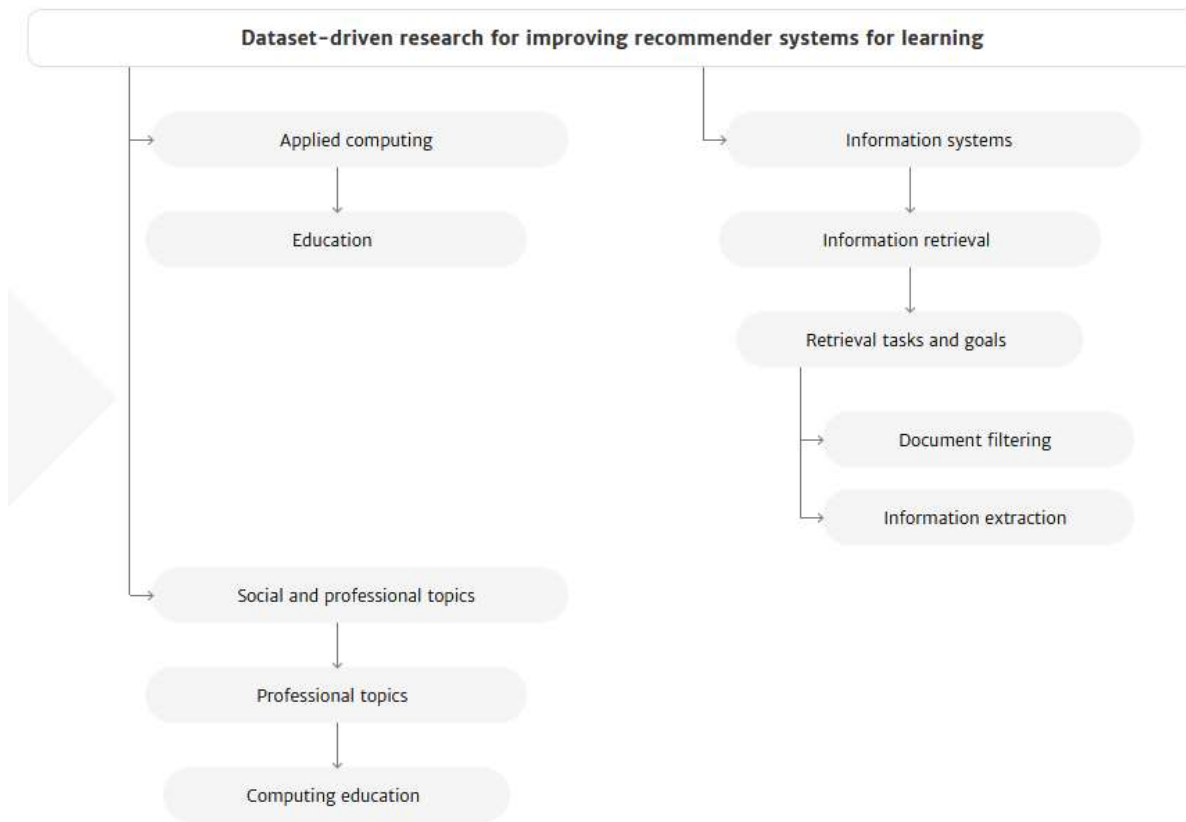 Dataset-driven research for improving recommender systems for learning
Applied computing
Education
Social and professional topics
Professional topics
Computing education
Information systems
Information retrieval
Retrieval tasks and goals
Document filtering
Information extraction